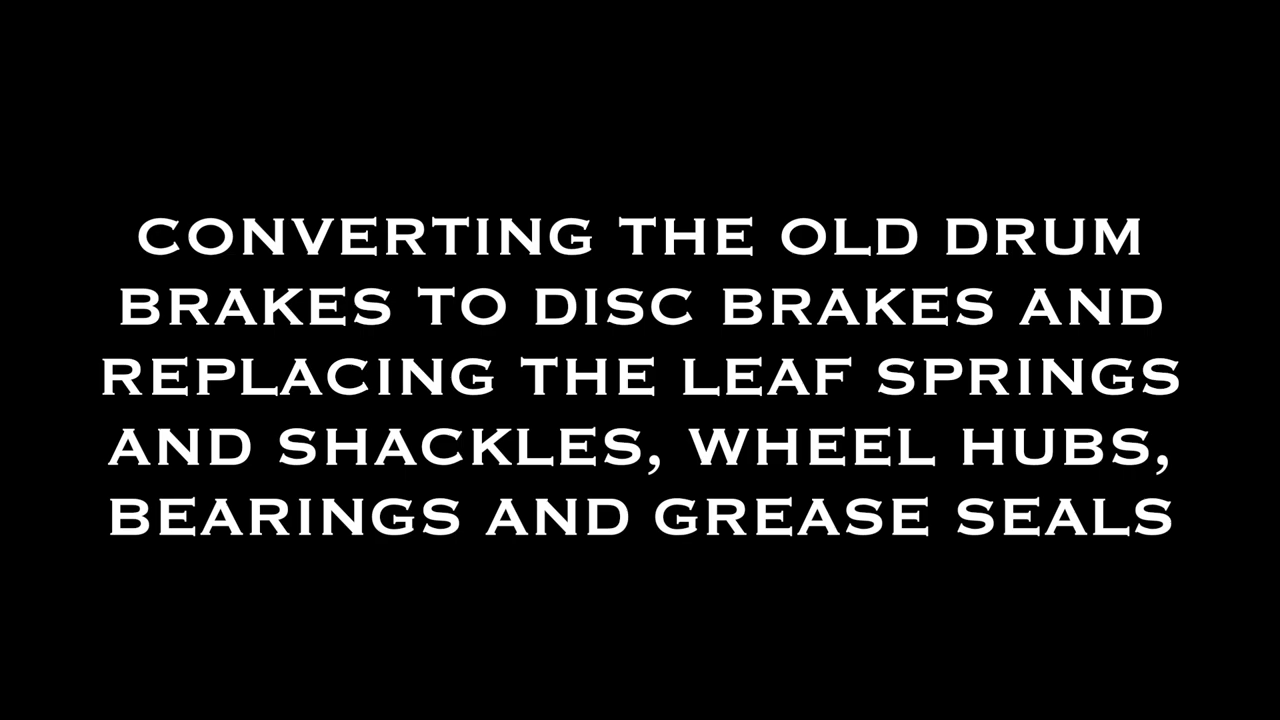 CONVERTING THE OLD DRUM
BRAKES TO DISC BRAKES AND
REPLACING THE LEAF SPRINGS
AND SHACKLES, WHEEL HUBS,
BEARINGS AND GREASE SEALS